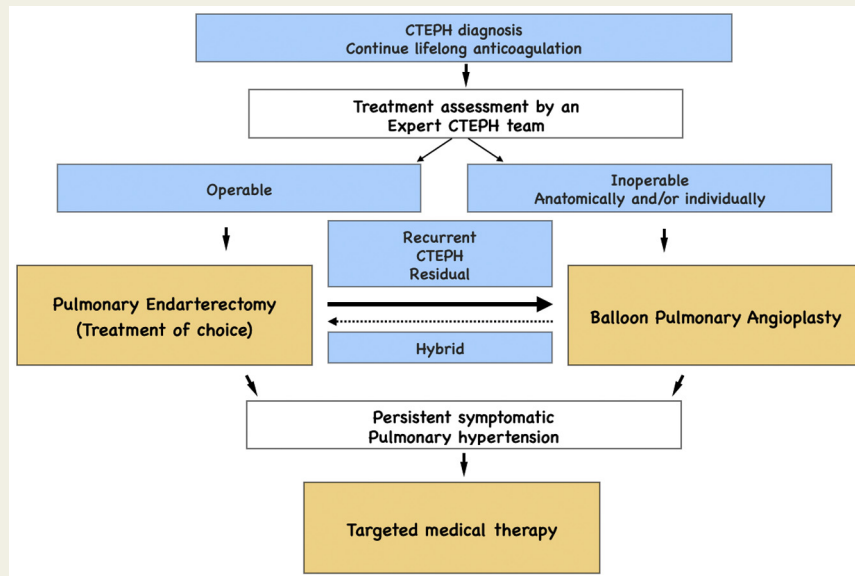 CTEPH diagnosis
Continue lifelong anticoagulation
Treatment assessment by an
Expert CTEPH team
Operable
Inoperable
Anatomically and/or individually
Recurrent
CTEPH
Residual
Pulmonary Endarterectomy
(Treatment of choice)
Balloon Pulmonary Angioplasty
Hybrid
Persistent symptomatic
Pulmonary hypertension
Targeted medical therapy